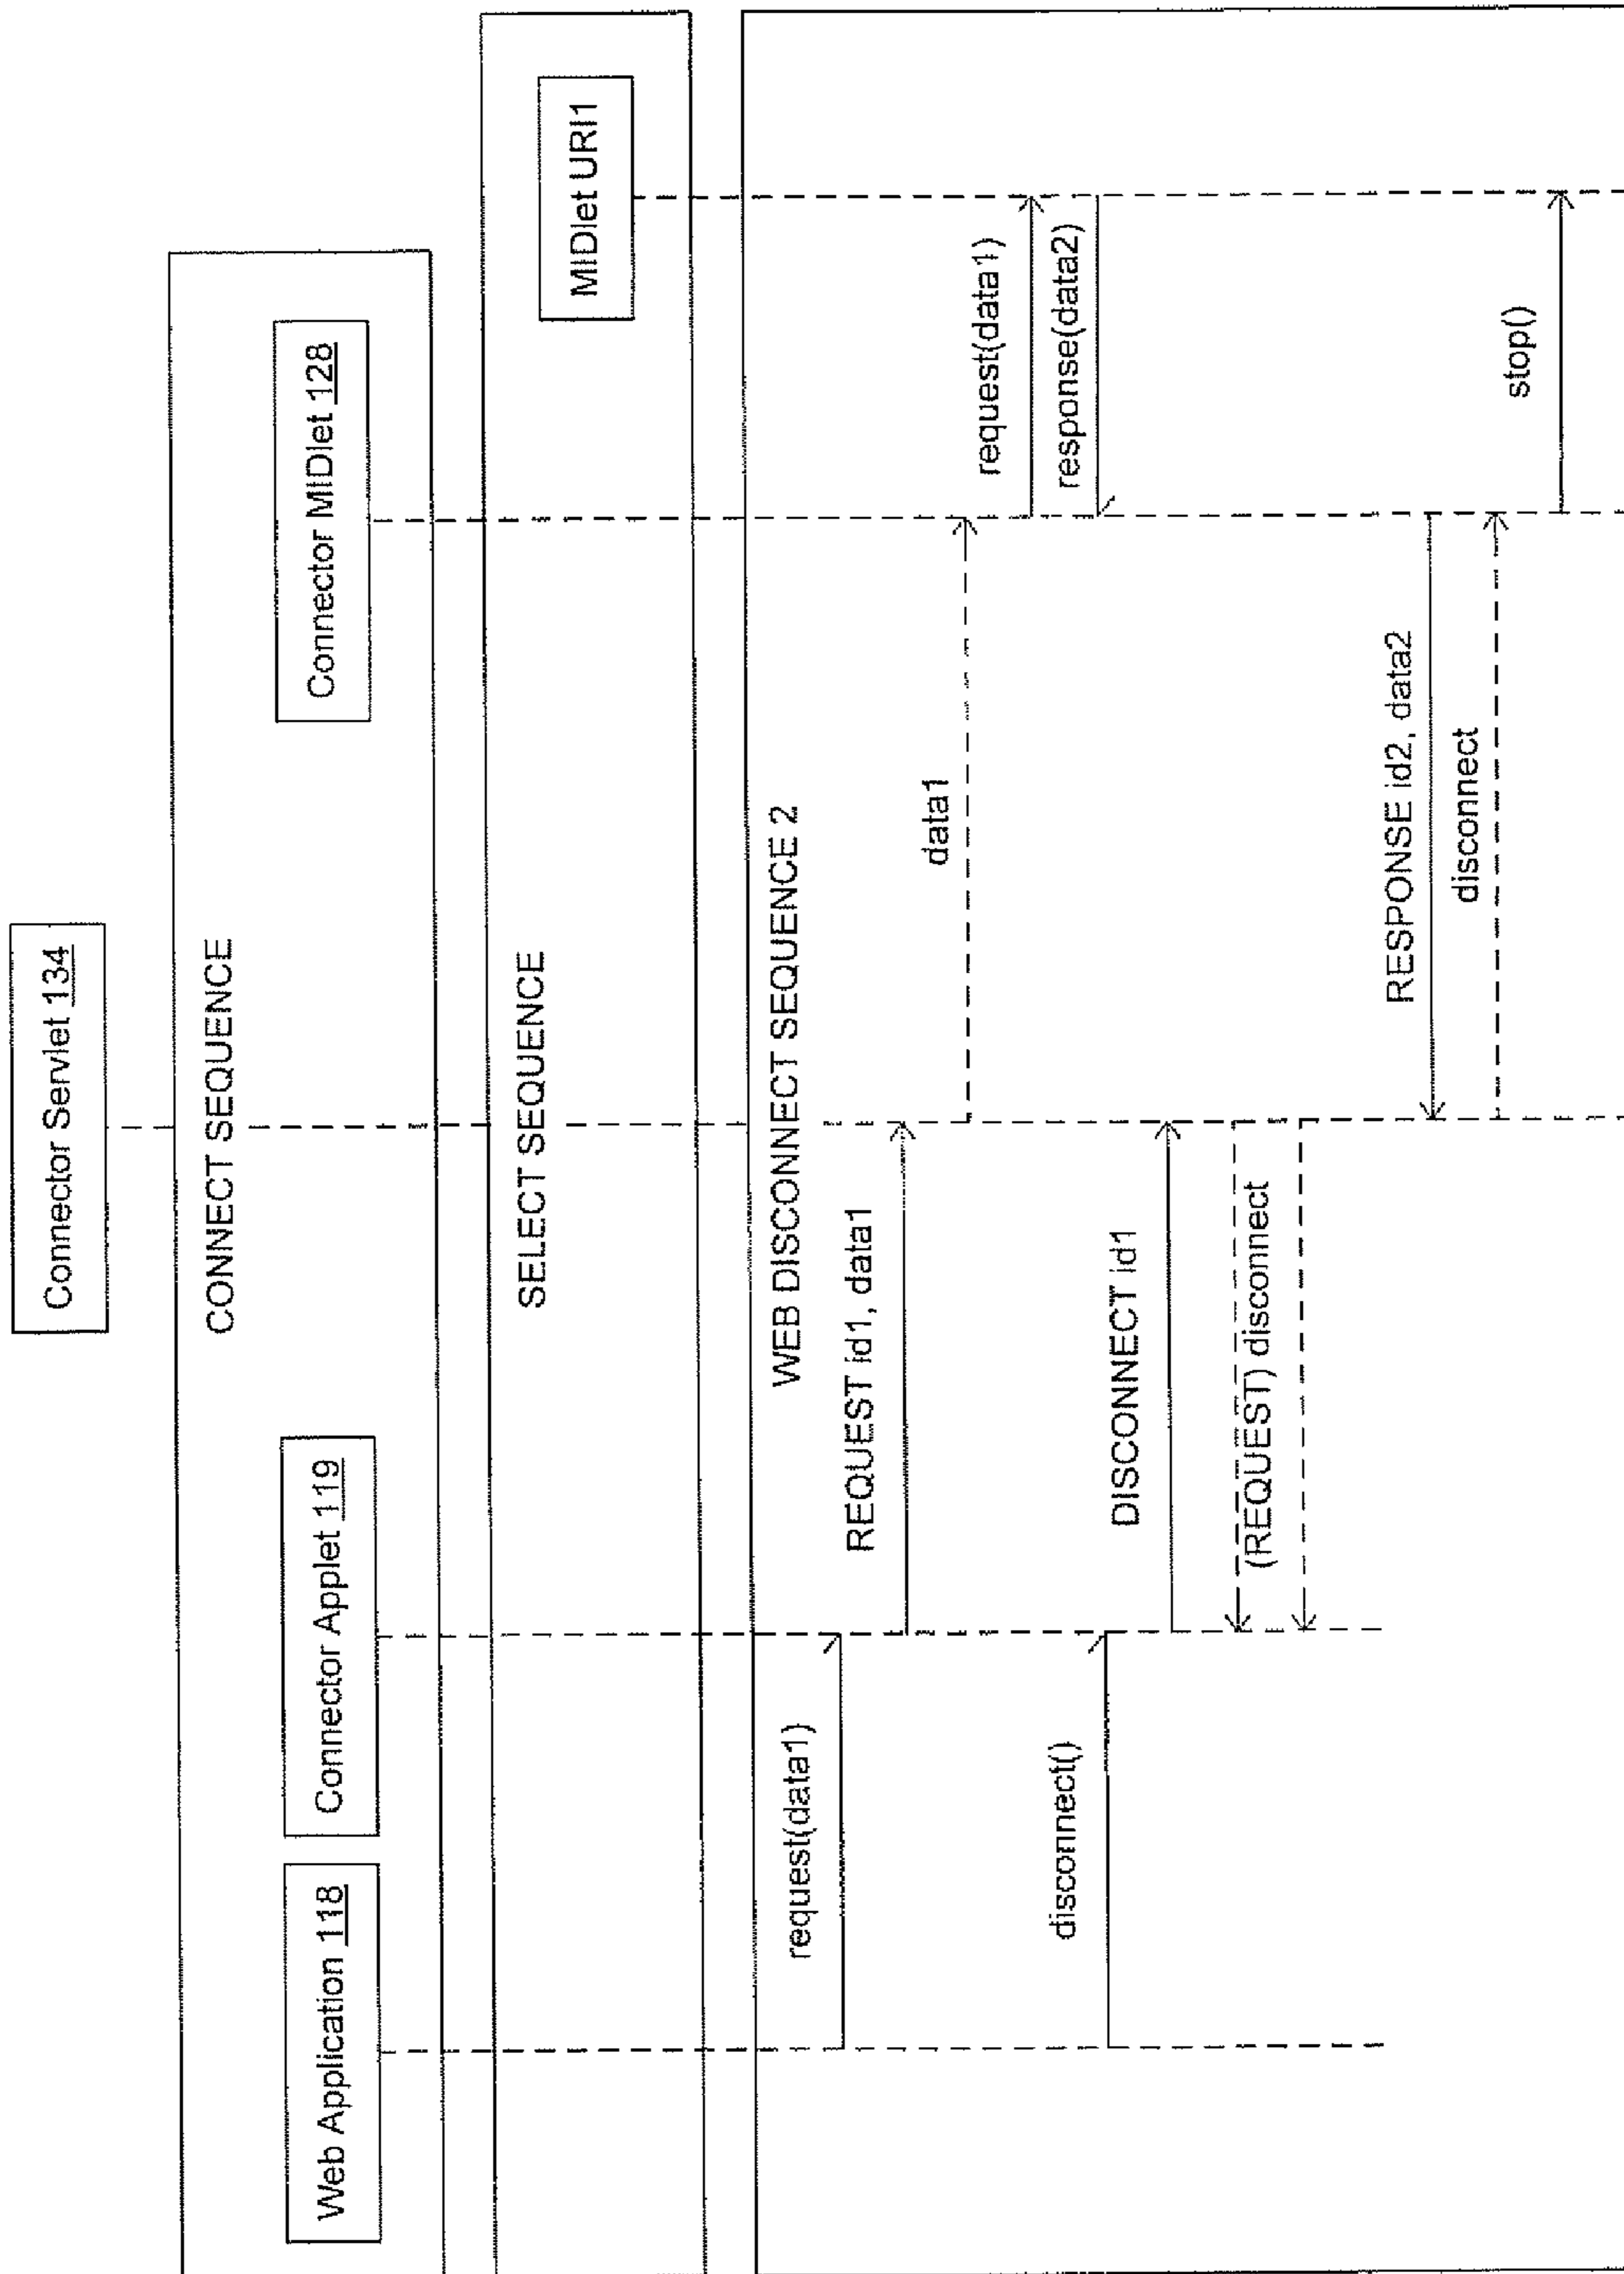 Connector Servlet 134
CONNECT SEQUENCE
Web Application 118
Connector Applet 119
Connector MIDlet 128
SELECT SEQUENCE
MIDlet URI1
WEB DISCONNECT SEQUENCE 2
request(data1)
REQUEST id1, data1
data1
request(data1)
response(data2)
disconnect()
DISCONNECT id1
(REQUEST) disconnect
RESPONSE id2, data2
disconnect
stop()